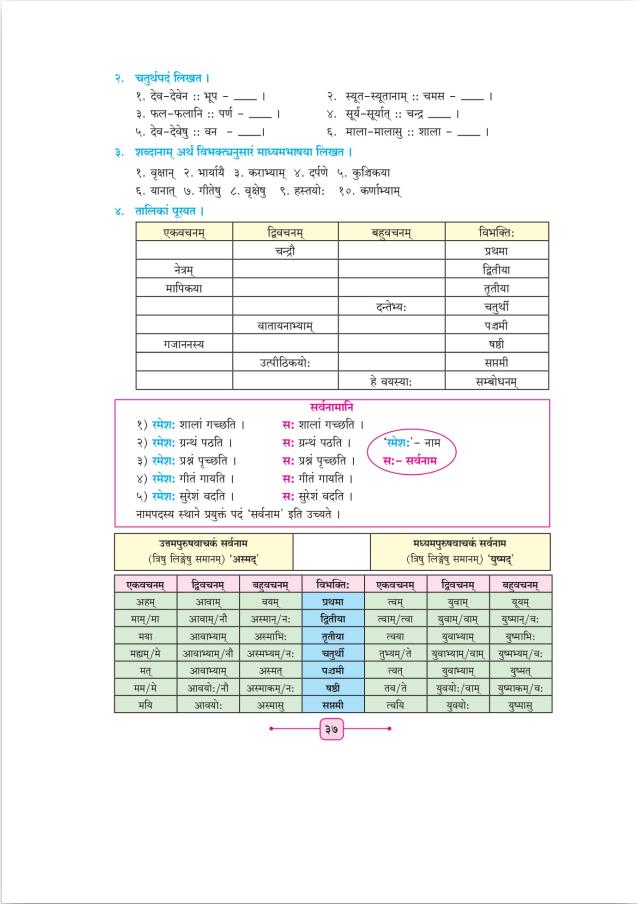 २. चतुर्थपदं लिखत ।
१. देव-देवेन :: भूप - ____ । २. स्यूत-स्यूतानाम् :: चमस - ____ ।
३. फल-फलानि :: पर्ण - ____ । ४. सूर्य-सूर्यात् :: चन्द्र ____ ।
५. देव-देवेषु :: वन - ____। ६. माला-मालासु :: शाला - ____ ।
३. शब्दानाम् अर्थं विभक्त्यनुसारं माध्यमभाषया लिखत ।
१. वृक्षान् २. भार्यायै ३. कराभ्याम् ४. दर्पणे ५. कुञ्चिकया
६. यानात् ७. गीतेषु ८. वृक्षेषु ९. हस्तयोः १०. कर्णाभ्याम्
४. तालिकां पूरयत ।
एकवचनम् द्विवचनम् बहुवचनम् विभक्तिः
चन्द्रौ प्रथमा
नेत्रम् द्वितीया
मापिकया तृतीया
दन्तेभ्यः चतुर्थी
वातायनाभ्याम् पञ्चमी
गजाननस्य षष्ठी
उत्पीठिकयोः सप्तमी
हे वयस्याः सम्बोधनम्
सर्वनामानि
१) रमेशः शालां गच्छति । सः शालां गच्छति ।
२) रमेशः ग्रन्थं पठति । सः ग्रन्थं पठति । ‘रमेशः’- नाम
३) रमेशः प्रश्नं पृच्छति । सः प्रश्नं पृच्छति । सः- सर्वनाम
४) रमेशः गीतं गायति । सः गीतं गायति ।
५) रमेशः सुरेशं वदति । सः सुरेशं वदति ।
नामपदस्य स्थाने प्रयुक्तं पदं ‘सर्वनाम’ इति उच्यते ।
उत्तमपुरुषवाचकं सर्वनाम मध्यमपुरुषवाचकं सर्वनाम
(त्रिषु लिङ्गेषु समानम्) ‘अस्मद्’ (त्रिषु लिङ्गेषु समानम्) ‘युष्मद्’
एकवचनम् द्विवचनम् बहुवचनम् विभक्तिः एकवचनम् द्विवचनम् बहुवचनम्
अहम् आवाम् वयम् प्रथमा त्वम् युवाम् यूयम्
माम्/मा आवाम्/नौ अस्मान्/नः द्वितीया त्वाम्/त्वा युवाम्/वाम् युष्मान्/वः
मया आवाभ्याम् अस्माभिः तृतीया त्वया युवाभ्याम् युष्माभिः
मह्यम्/मे आवाभ्याम्/नौ अस्मभ्यम्/नः चतुर्थी तुभ्यम्/ते युवाभ्याम्/वाम् युष्मभ्यम्/वः
मत् आवाभ्याम् अस्मत् पञ्चमी त्वत् युवाभ्याम् युष्मत्
मम/मे आवयोः/नौ अस्माकम्/नः षष्ठी तव/ते युवयोः/वाम् युष्माकम्/वः
मयि आवयोः अस्मासु सप्तमी त्वयि युवयोः युष्मासु
३७